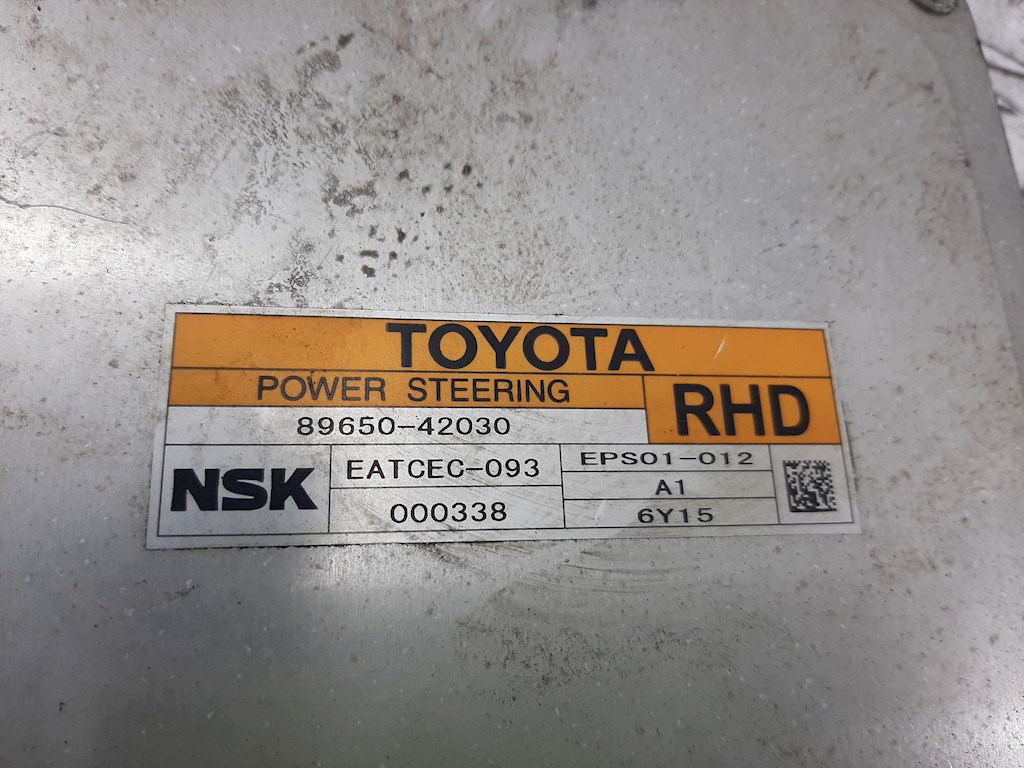 TOYOTA
POWER STEERING
RHD
89650-42030
NSK
EATCEC-093
EPS01-012
A1
000338
6Y15